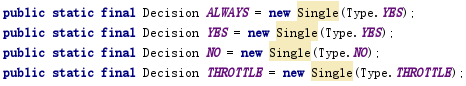 public static final Decision ALWAYS = new Single(Type.YES);
public static final Decision YES = new Single(Type.YES);
public static final Decision NO = new Single(Type.NO);
public static final Decision THROTTLE = new Single(Type.THROTTLE);